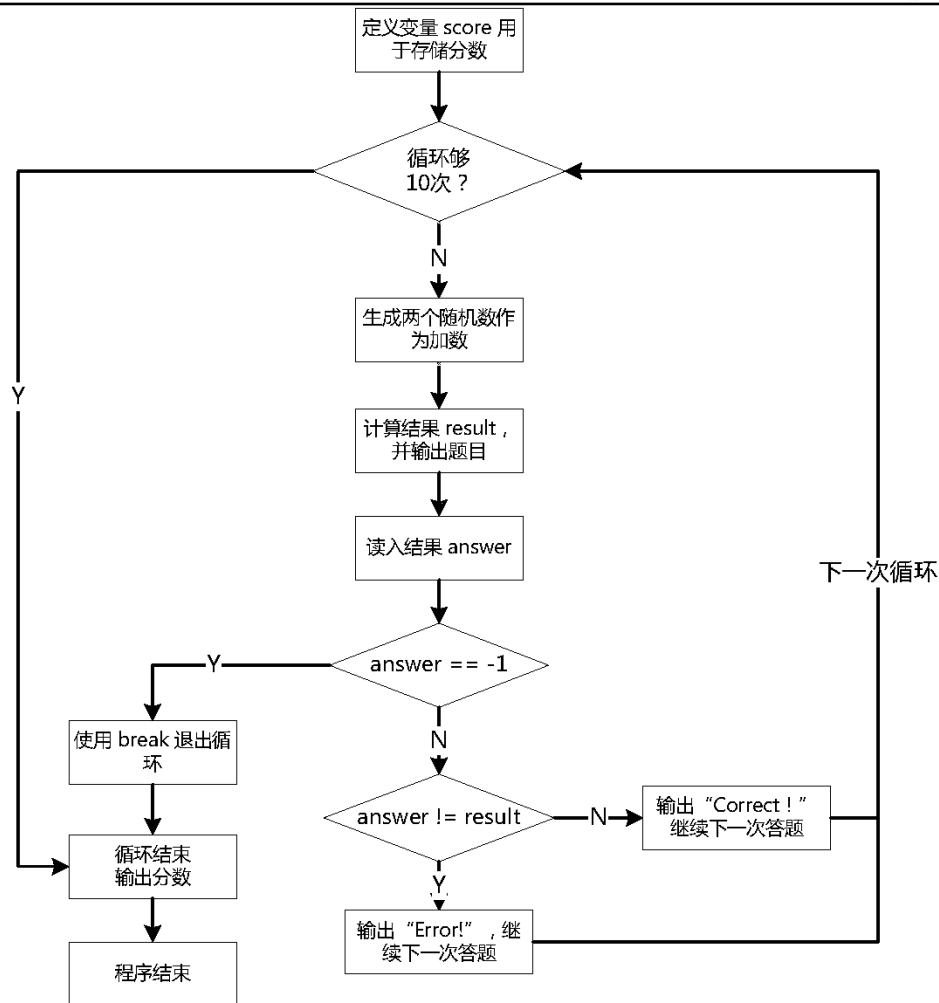 定义变量 score 用
于存储分数
循环够
10次？
N
生成两个随机数作
为加数
Y
计算结果 result，
并输出题目
读入结果 answer
下一次循环
answer == -1
Y
使用 break 退出循
环
N
answer != result
N
输出“Correct！”
继续下一次答题
循环结束
输出分数
Y
输出“Error!”，继
续下一次答题
程序结束